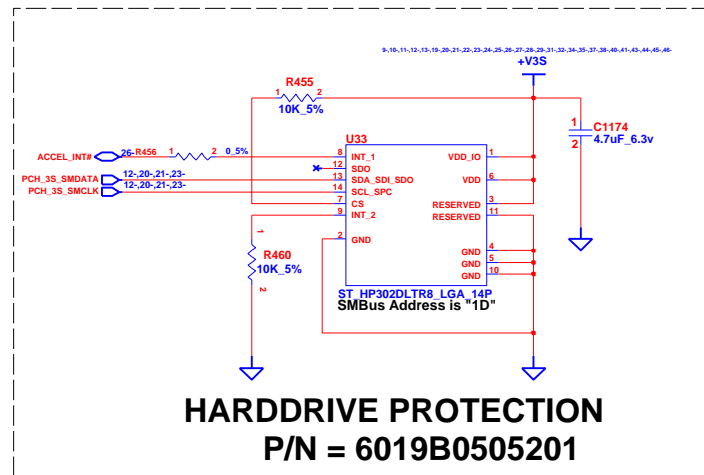 9-,10-,11-,12-,13-,19-,20-,21-,22-,23-,24-,25-,26-,27-,28-,29-,31-,32-,34-,35-,37-,38-,40-,41-,43-,44-,45-,46-
+V3S
R455
1 2
10K_5%
1 C1174
2 4.7uF_6.3v
U33
ACCEL_INT# 26- R456 1 2 0_5% 8 INT_1 VDD_IO 1
12 SDO
PCH_3S_SMDATA 12-,20-,21-,23- 13 SDA_SDI_SDO VDD 6
PCH_3S_SMCLK 12-,20-,21-,23- 14 SCL_SPC
7 CS RESERVED 3
9 INT_2 RESERVED 11
2 GND
1
R460
10K_5%
2
GND 4
GND 5
GND 10
ST_HP302DLTR8_LGA_14P
SMBus Address is "1D"
HARDDRIVE PROTECTION
P/N = 6019B0505201